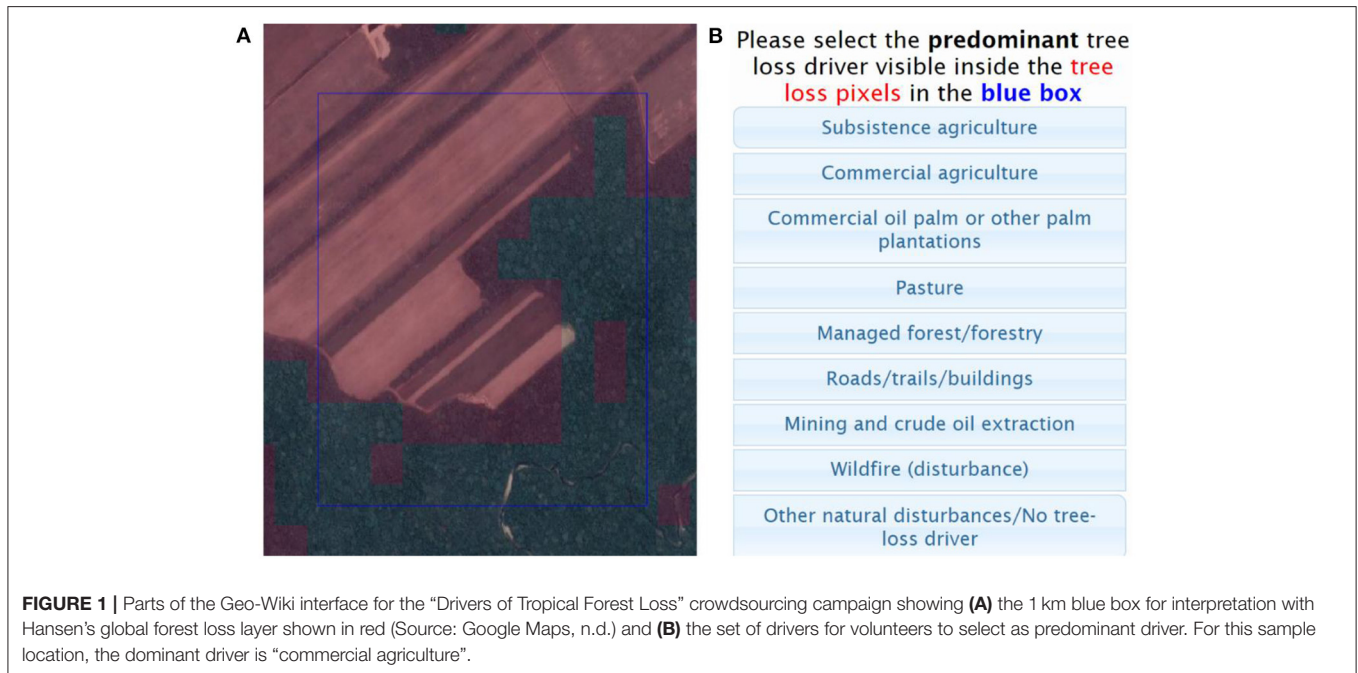 A
B
Please select the predominant tree
loss driver visible inside the tree
loss pixels in the blue box
Subsistence agriculture
Commercial agriculture
Commercial oil palm or other palm
plantations
Pasture
Managed forest/forestry
Roads/trails/buildings
Mining and crude oil extraction
Wildfire (disturbance)
Other natural disturbances/No tree-
loss driver
FIGURE 1 | Parts of the Geo-Wiki interface for the “Drivers of Tropical Forest Loss” crowdsourcing campaign showing (A) the 1 km blue box for interpretation with
Hansen’s global forest loss layer shown in red (Source: Google Maps, n.d.) and (B) the set of drivers for volunteers to select as predominant driver. For this sample
location, the dominant driver is “commercial agriculture”.